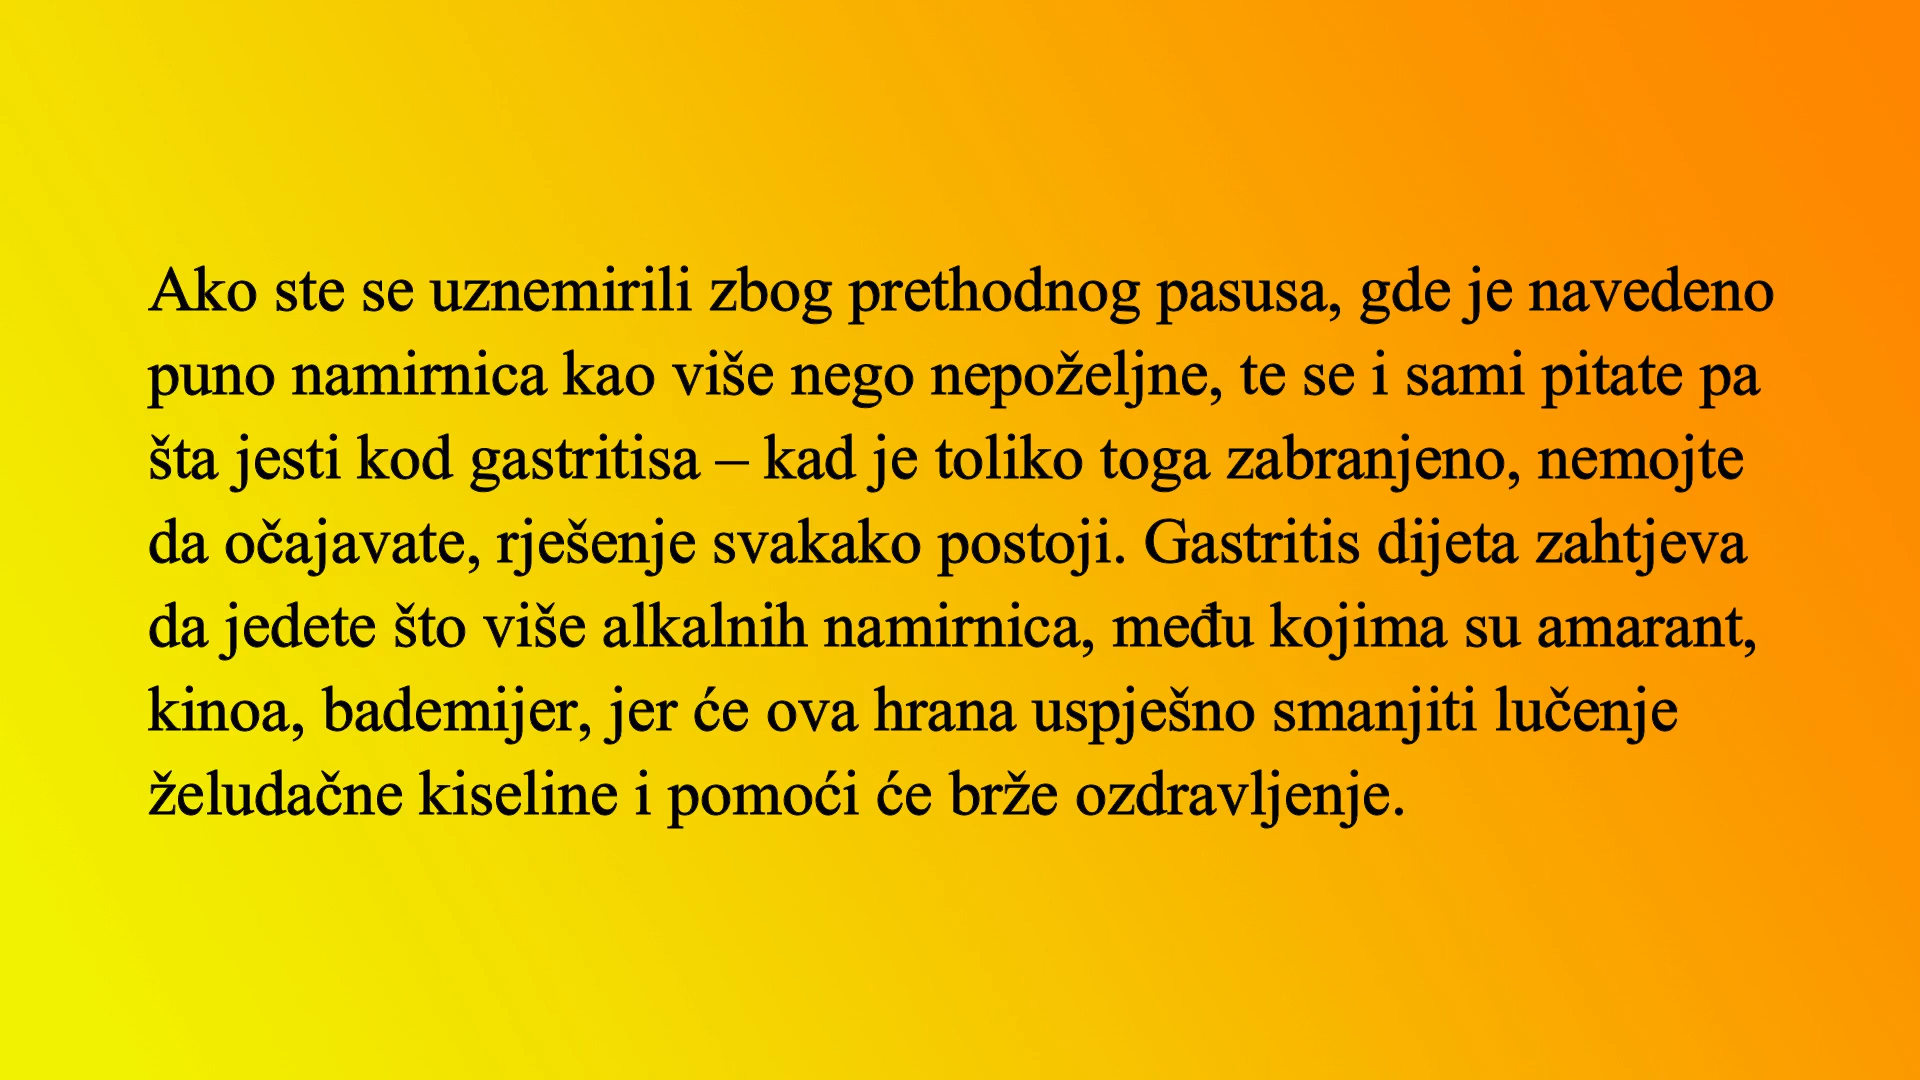 Ako ste se uznemirili zbog prethodnog pasusa, gde je navedeno
puno namirnica kao više nego nepoželjne, te se i sami pitate pa
šta jesti kod gastritisa – kad je toliko toga zabranjeno, nemojte
da očajavate, rješenje svakako postoji. Gastritis dijeta zahtjeva
da jedete što više alkalnih namirnica, među kojima su amarant,
kinoa, bademijer, jer će ova hrana uspješno smanjiti lučenje
želudačne kiseline i pomoći će brže ozdravljenje.